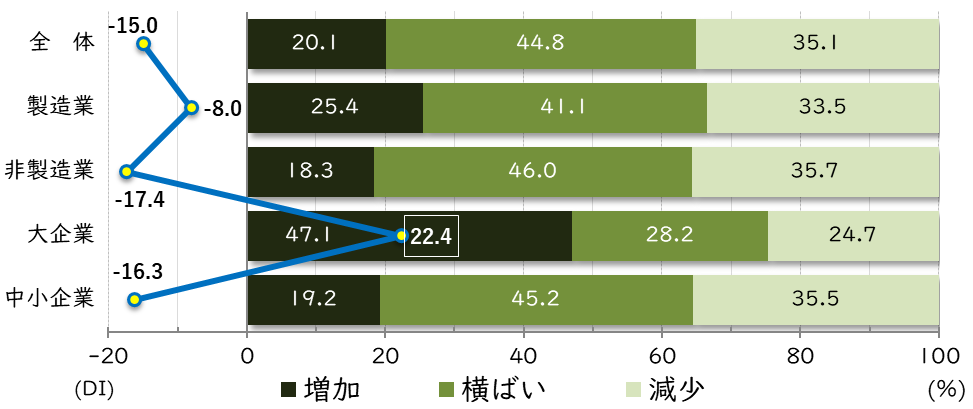 -15.0
全 体 20.1 44.8 35.1
製造業 -8.0 25.4 41.1 33.5
非製造業 18.3 46.0 35.7
-17.4
大企業 47.1 22.4 28.2 24.7
-16.3
中小企業 19.2 45.2 35.5
-20 0 20 40 60 80 100
(DI) 増加 横ばい 減少 (%)